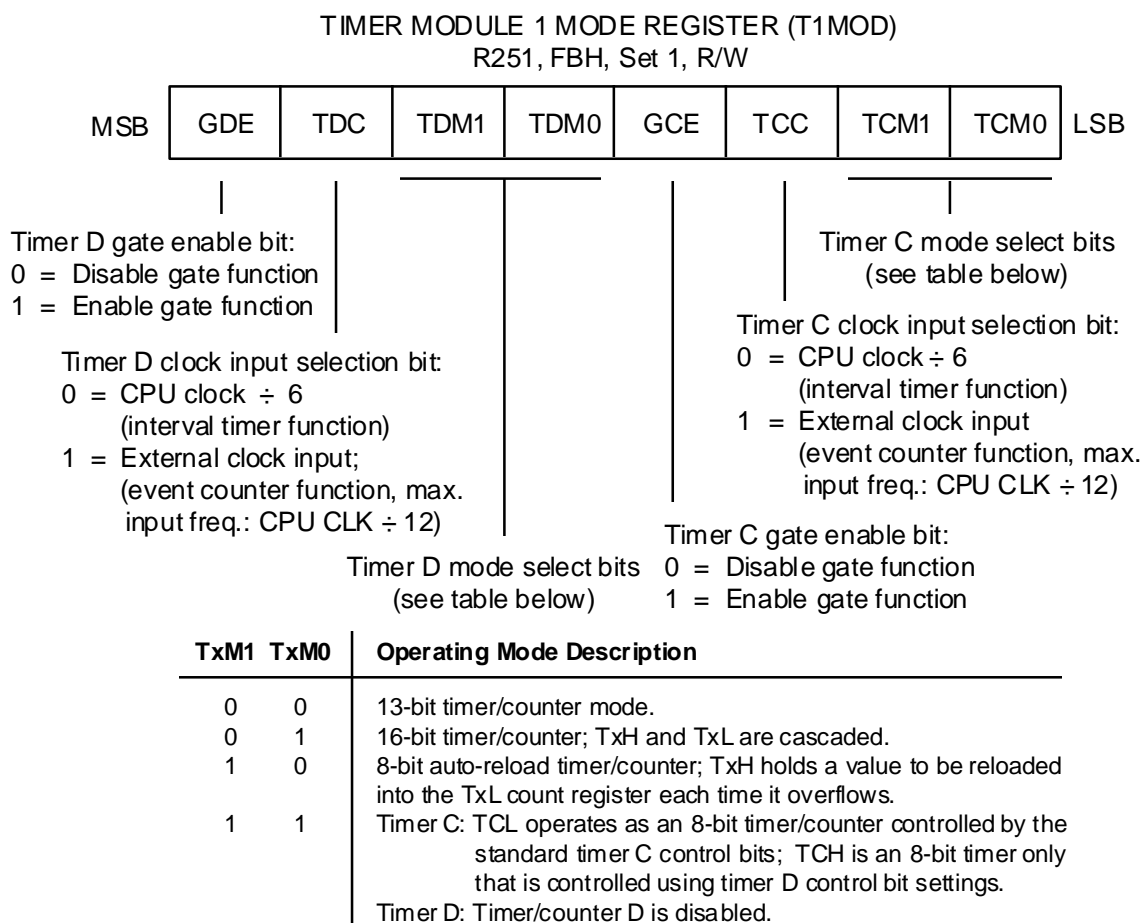 TIMER MODULE 1 MODE REGISTER (T1MOD)
R251, FBH, Set 1, R/W
MSB GDE TDC TDM1 TDM0 GCE TCC TCM1 TCM0 LSB
Timer D gate enable bit:
0 = Disable gate function
1 = Enable gate function
Timer C mode select bits
(see table below)
Timer D clock input selection bit:
0 = CPU clock ÷ 6
(interval timer function)
1 = External clock input;
(event counter function, max.
input freq.: CPU CLK ÷ 12)
Timer C clock input selection bit:
0 = CPU clock ÷ 6
(interval timer function)
1 = External clock input
(event counter function, max.
input freq.: CPU CLK ÷ 12)
Timer D mode select bits
(see table below)
Timer C gate enable bit:
0 = Disable gate function
1 = Enable gate function
TxM1 TxM0 Operating Mode Description
0 0 13-bit timer/counter mode.
0 1 16-bit timer/counter; TxH and TxL are cascaded.
1 0 8-bit auto-reload timer/counter; TxH holds a value to be reloaded
into the TxL count register each time it overflows.
1 1 Timer C: TCL operates as an 8-bit timer/counter controlled by the
standard timer C control bits; TCH is an 8-bit timer only
that is controlled using timer D control bit settings.
Timer D: Timer/counter D is disabled.